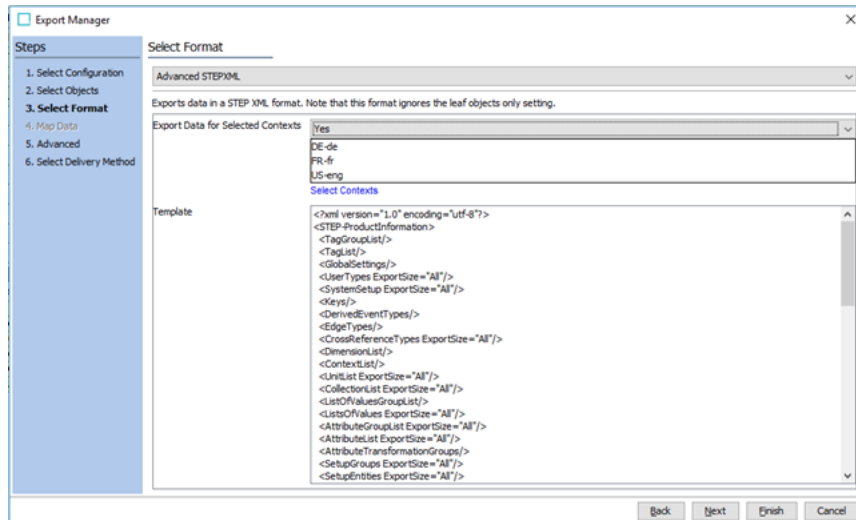 Export Manager
Steps
1. Select Configuration
2. Select Objects
3. Select Format
4. Map Data
5. Advanced
6. Select Delivery Method
Select Format
Advanced STEPXML
Exports data in a STEP XML format. Note that this format ignores the leaf objects only setting.
Export Data for Selected Contexts
Yes
DE-de
FR-fr
US-eng
Select Contexts
Template
<?xml version="1.0" encoding="utf-8"?>
<STEP-ProductInformation>
<TagGroupList/>
<TagList/>
<GlobalSettings/>
<UserTypes ExportSize="All"/>
<SystemSetup ExportSize="All"/>
<Keys/>
<DerivedEventTypes/>
<EdgeTypes/>
<CrossReferenceTypes ExportSize="All"/>
<DimensionList/>
<ContextList/>
<UnitList ExportSize="All"/>
<CollectionList ExportSize="All"/>
<ListOfValuesGroupList/>
<ListsOfValues ExportSize="All"/>
<AttributeGroupList ExportSize="All"/>
<AttributeList ExportSize="All"/>
<AttributeTransformationGroups/>
<SetupGroups ExportSize="All"/>
<SetupEntities ExportSize="All"/>
Back Next Finish Cancel